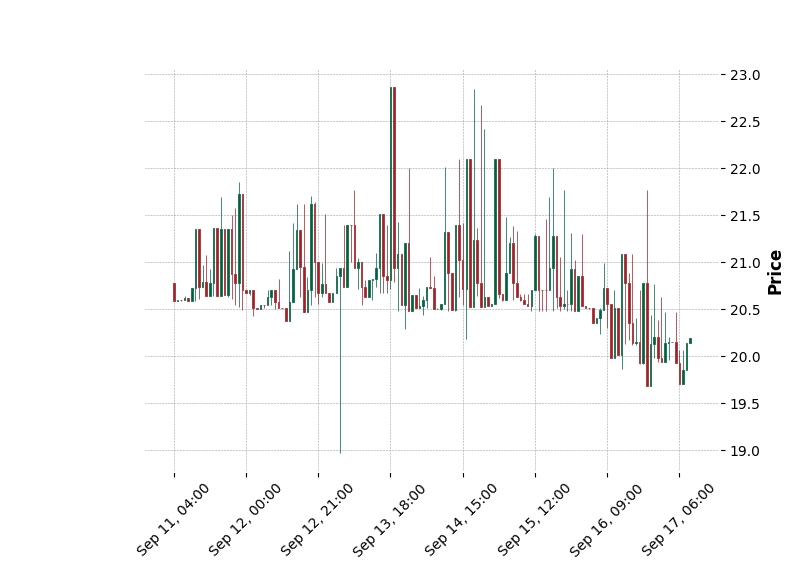 23.0
22.5
22.0
21.5
21.0
20.5
20.0
19.5
19.0
Price
Sep 11, 04:00
Sep 12, 00:00
Sep 12, 21:00
Sep 13, 18:00
Sep 14, 15:00
Sep 15, 12:00
Sep 16, 09:00
Sep 17, 06:00